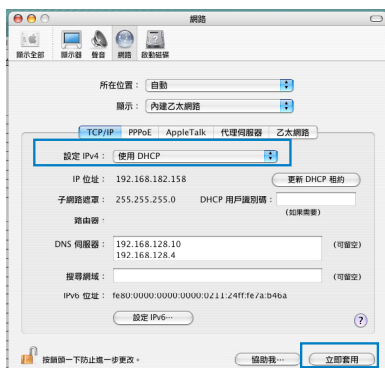 網路
顯示全部 顯示器 聲音 網路 啟動磁碟
所在位置： 自動
顯示： 內建乙太網路
TCP/IP PPPoE AppleTalk 代理伺服器 乙太網路
設定 IPv4： 使用 DHCP
IP 位址： 192.168.182.158 更新 DHCP 租約
子網路遮罩： 255.255.255.0 DHCP 用戶識別碼：
(如果需要)
路由器：
DNS 伺服器： 192.168.128.10 (可留空)
192.168.128.4
搜尋網域： (可留空)
IPv6 位址： fe80:0000:0000:0000:0211:24ff:fe7a:b46a
設定 IPv6… ?
按鎖頭一下防止進一步更改。 協助我… 立即套用